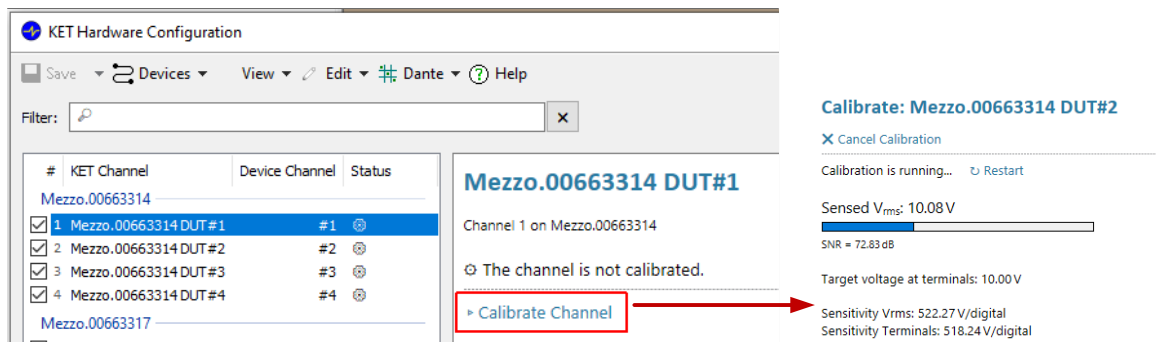 KET Hardware Configuration
Save Devices View Edit Dante Help
Filter:
# KET Channel Device Channel Status
Mezzo.00663314
1 Mezzo.00663314 DUT#1 #1
2 Mezzo.00663314 DUT#2 #2
3 Mezzo.00663314 DUT#3 #3
4 Mezzo.00663314 DUT#4 #4
Mezzo.00663317
Mezzo.00663314 DUT#1
Channel 1 on Mezzo.00663314
The channel is not calibrated.
Calibrate Channel
Calibrate: Mezzo.00663314 DUT#2
Cancel Calibration
Calibration is running... Restart
Sensed Vrms: 10.08 V
SNR = 72.83 dB
Target voltage at terminals: 10.00 V
Sensitivity Vrms: 522.27 V/digital
Sensitivity Terminals: 518.24 V/digital